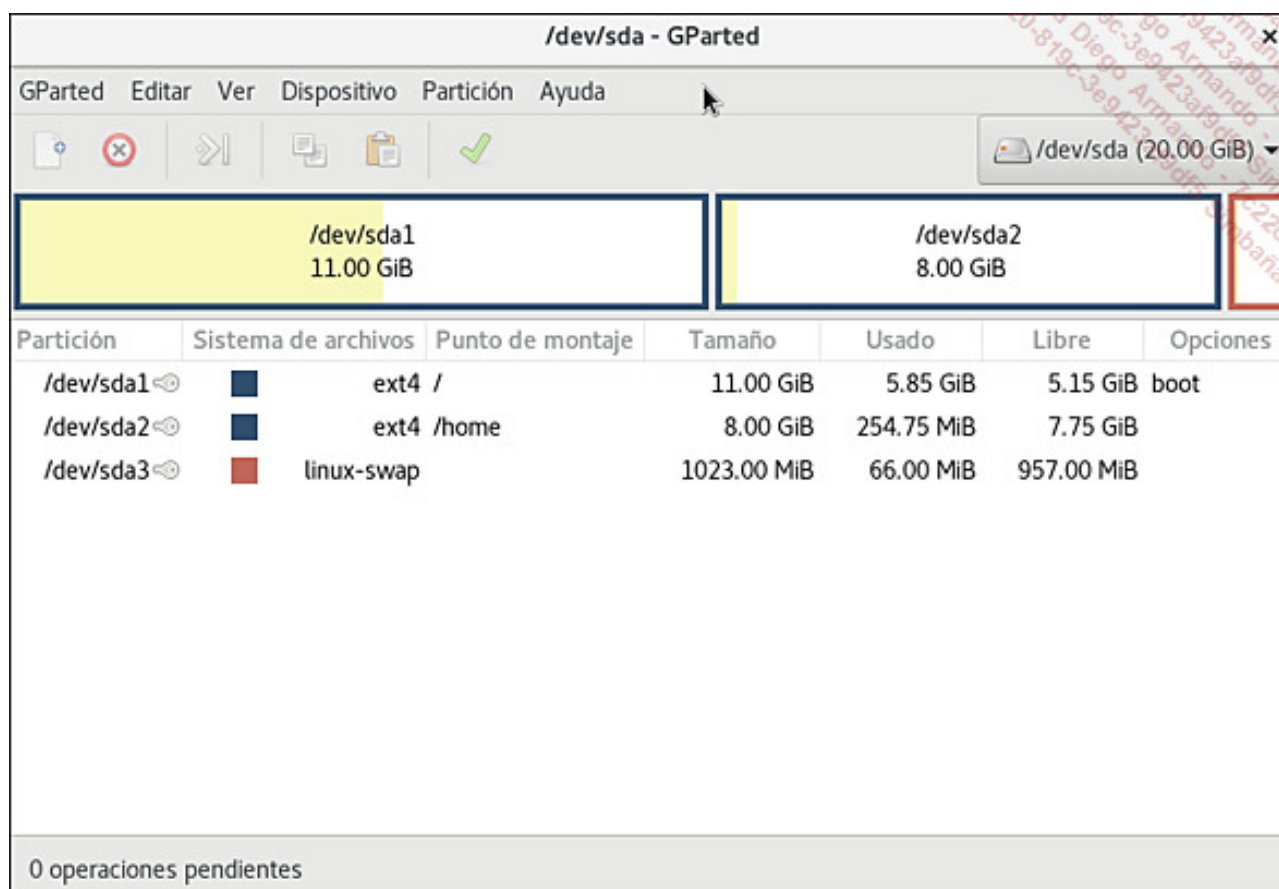 /dev/sda - GParted
GParted Editar Ver Dispositivo Partición Ayuda
/dev/sda (20.00 GiB)
/dev/sda1
11.00 GiB
/dev/sda2
8.00 GiB
Partición Sistema de archivos Punto de montaje Tamaño Usado Libre Opciones
/dev/sda1 ext4 / 11.00 GiB 5.85 GiB 5.15 GiB boot
/dev/sda2 ext4 /home 8.00 GiB 254.75 MiB 7.75 GiB
/dev/sda3 linux-swap 1023.00 MiB 66.00 MiB 957.00 MiB
0 operaciones pendientes